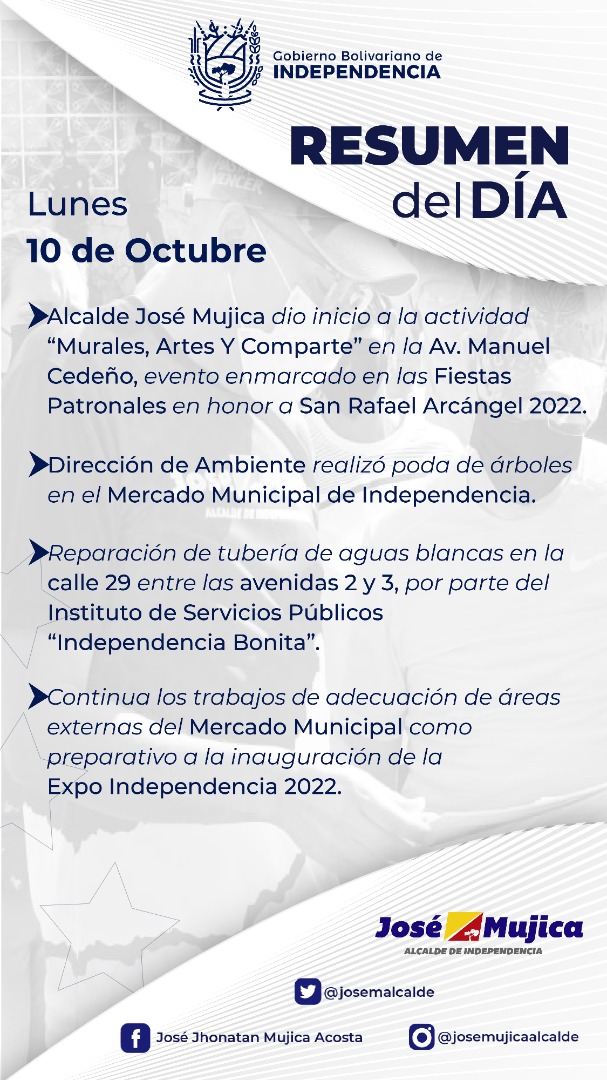 Gobierno Bolivariano de
INDEPENDENCIA
RESUMEN
del DÍA
Lunes
10 de Octubre
Alcalde José Mujica dio inicio a la actividad
“Murales, Artes Y Comparte” en la Av. Manuel
Cedeño, evento enmarcado en las Fiestas
Patronales en honor a San Rafael Arcángel 2022.
Dirección de Ambiente realizó poda de árboles
en el Mercado Municipal de Independencia.
Reparación de tubería de aguas blancas en la
calle 29 entre las avenidas 2 y 3, por parte del
Instituto de Servicios Públicos
“Independencia Bonita”.
Continua los trabajos de adecuación de áreas
externas del Mercado Municipal como
preparativo a la inauguración de la
Expo Independencia 2022.
José Mujica
ALCALDE DE INDEPENDENCIA
@josemalcalde
José Jhonatan Mujica Acosta
@josemujicaalcalde